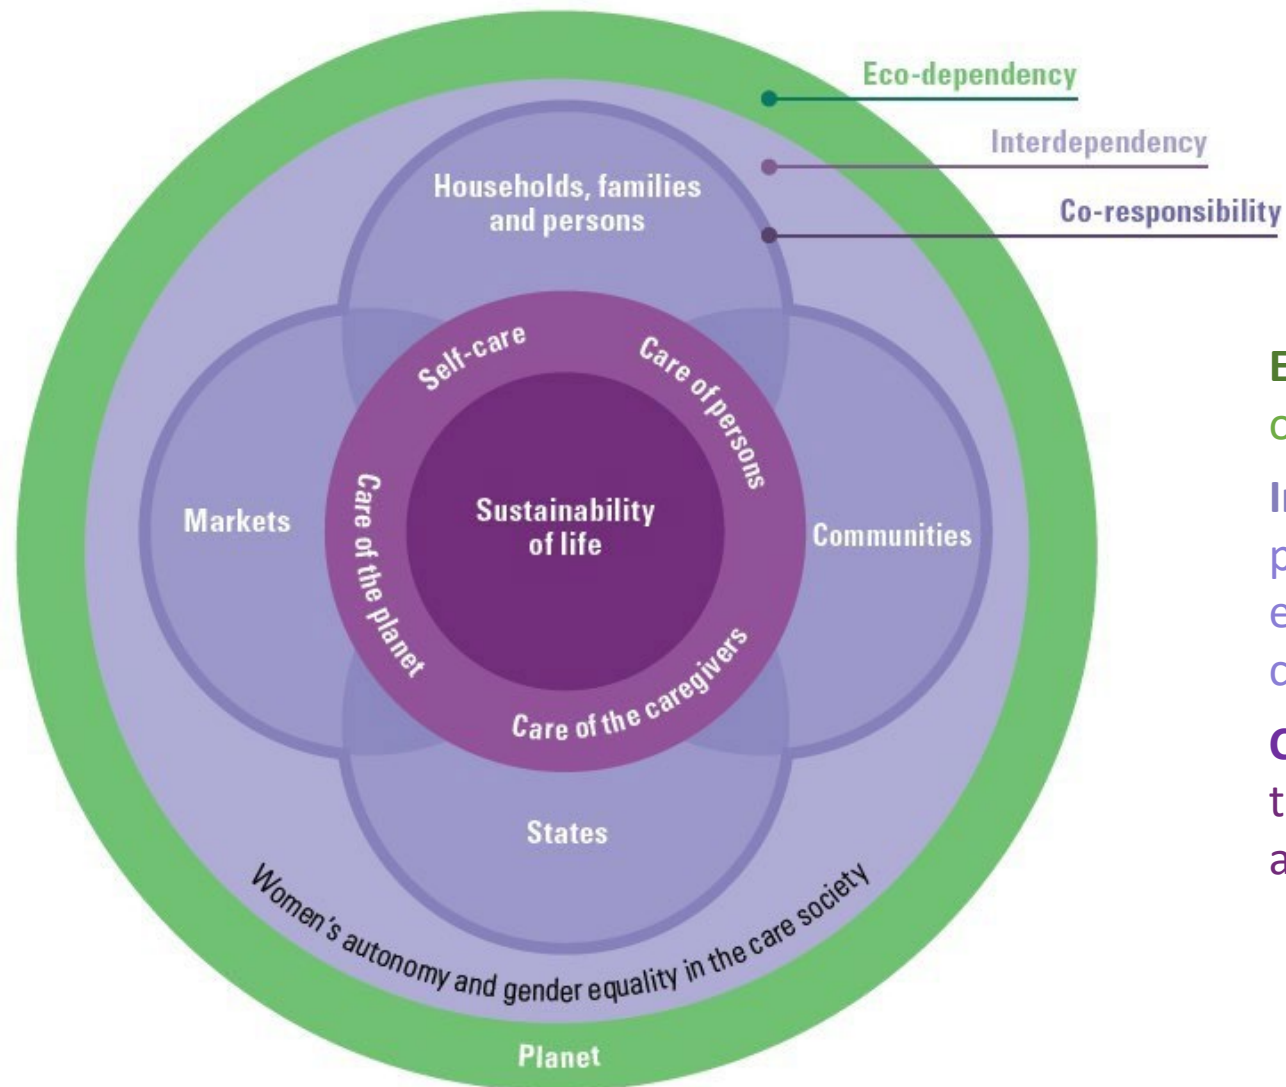 Eco-dependency
Interdependency
Co-responsibility
Households, families
and persons
Self-care
Care of persons
Markets
Care of the planet
Sustainability
of life
Communities
Care of the caregivers
States
Women's autonomy and gender equality in the care society
Planet